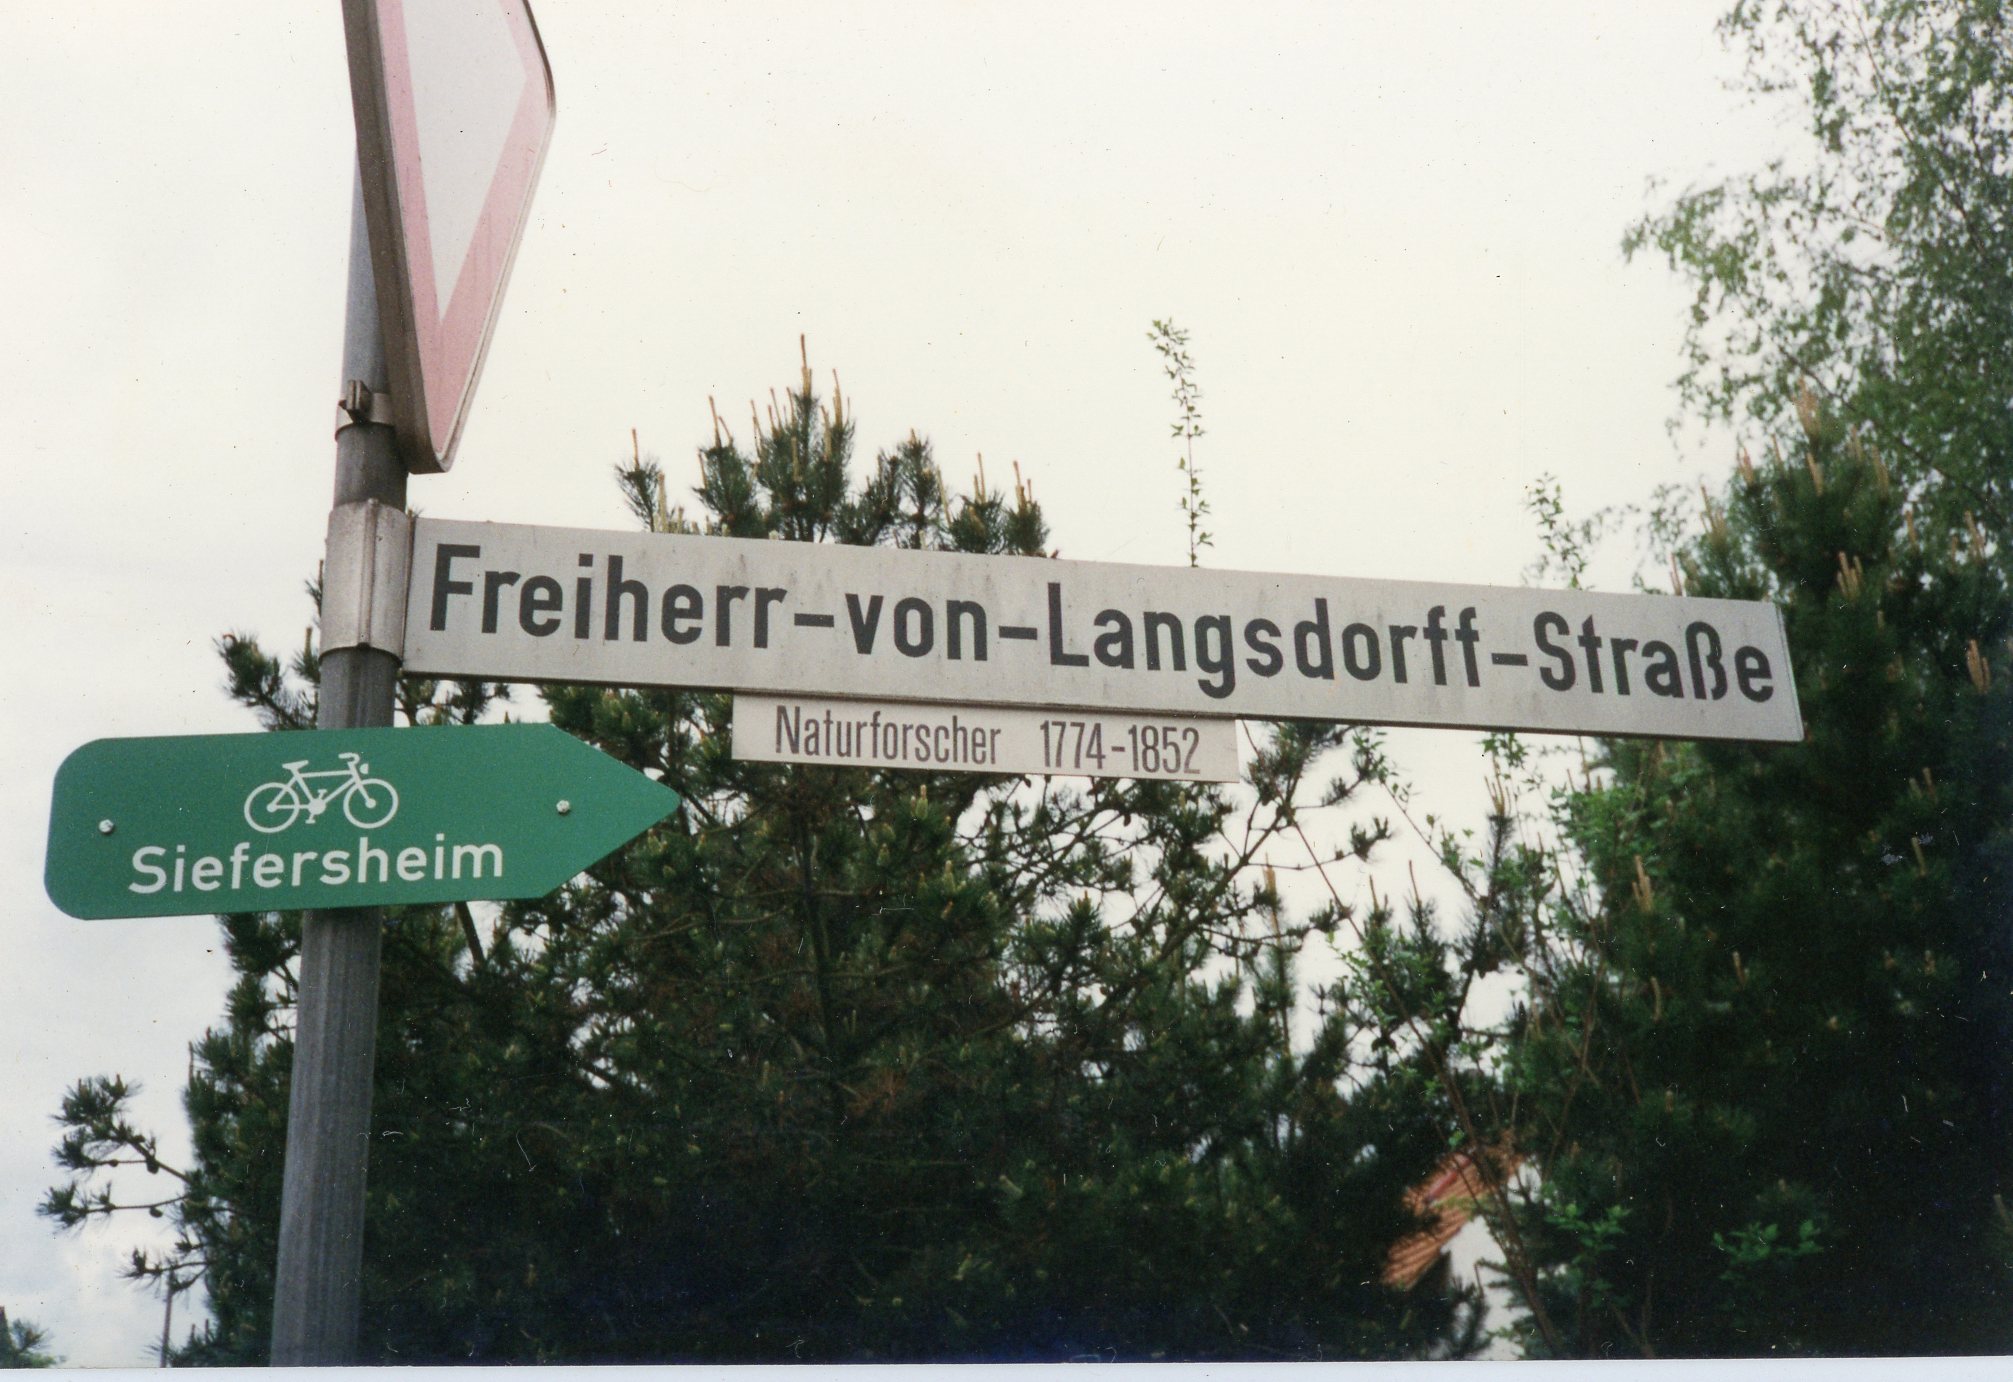 Freiherr-von-Langsdorff-Straße
Naturforscher 1774-1852
Siefersheim